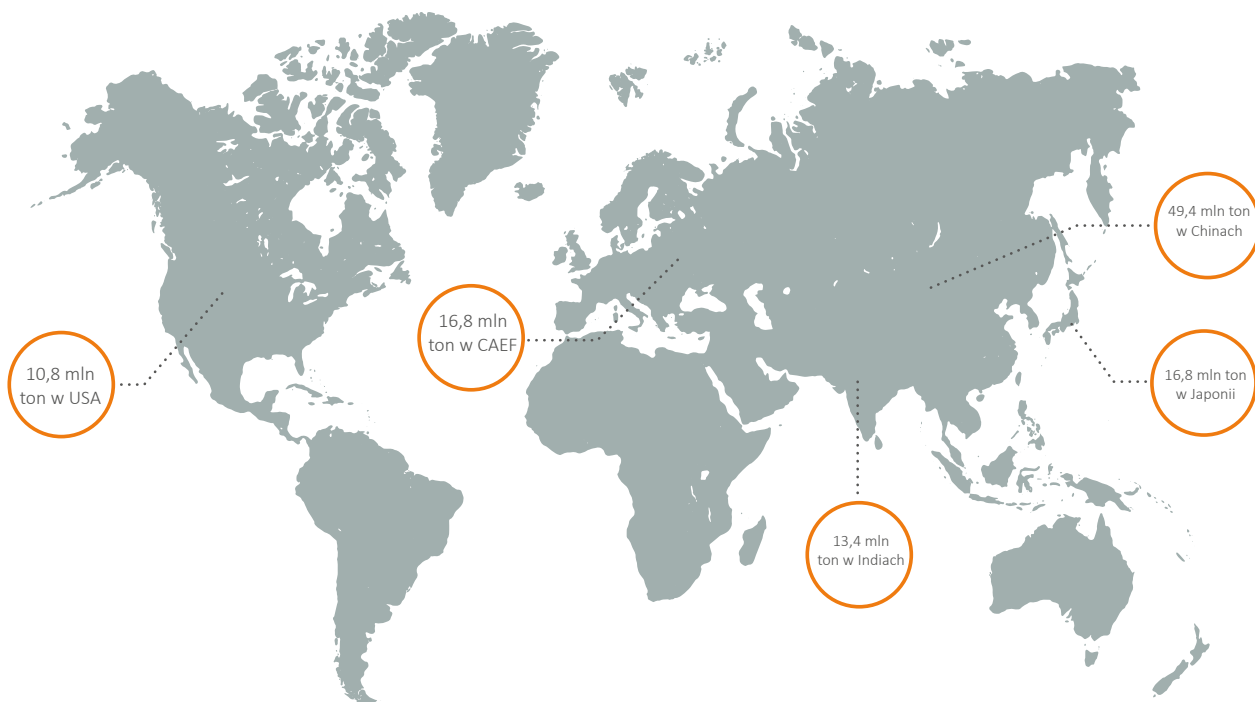 49,4 mln ton
w Chinach
16,8 mln
ton w CAEF
10,8 mln
ton w USA
16,8 mln ton
w Japonii
13,4 mln
ton w Indiach